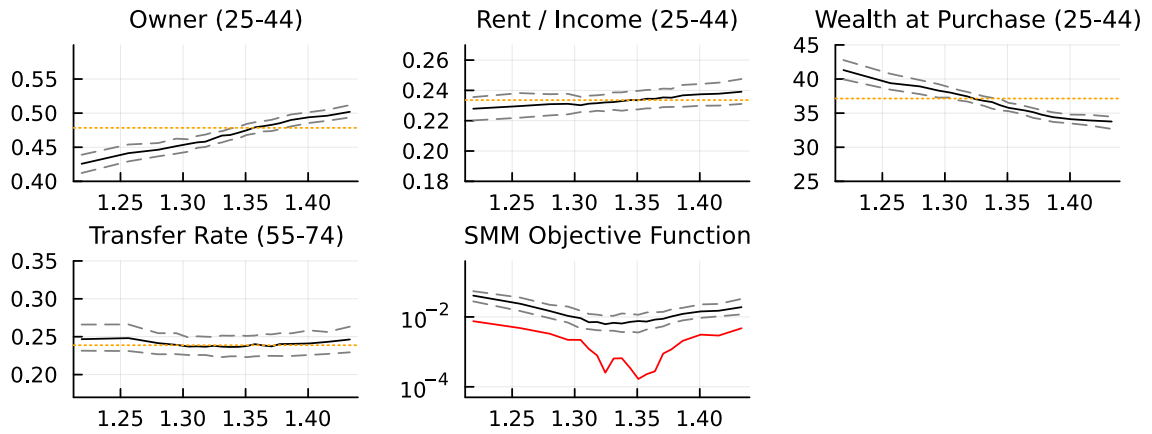 Owner (25-44)
0.55
0.50
0.45
0.40
1.25 1.30 1.35 1.40
Rent / Income (25-44)
0.26
0.24
0.22
0.20
0.18
1.25 1.30 1.35 1.40
Wealth at Purchase (25-44)
45
40
35
30
25
1.25 1.30 1.35 1.40
Transfer Rate (55-74)
0.35
0.30
0.25
0.20
1.25 1.30 1.35 1.40
SMM Objective Function
10⁻²
10⁻⁴
1.25 1.30 1.35 1.40